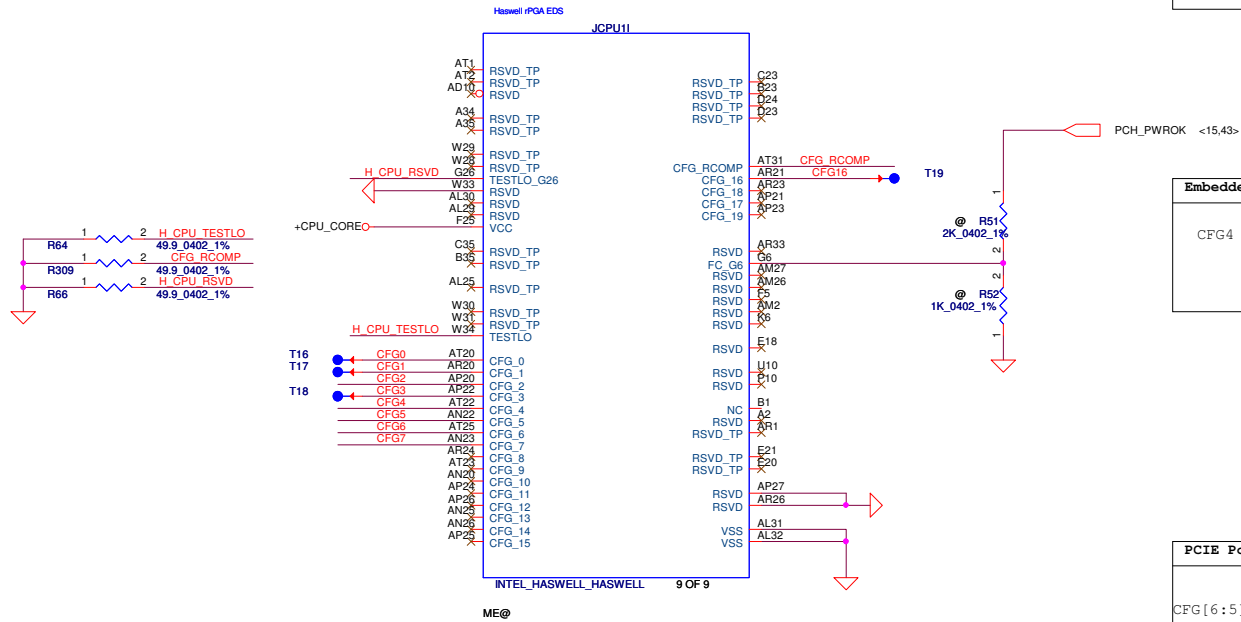 Haswell rPGA EDS
JCPU1I
AT1 RSVD_TP
AT2 RSVD_TP
AD10 RSVD
A34 RSVD_TP
A35 RSVD_TP
W29 RSVD_TP
W28 RSVD_TP
H_CPU_RSVD G26 TESTLO_G26
W33 RSVD
AL30 RSVD
AL29 RSVD
+CPU_CORE F25 VCC
C35 RSVD_TP
B35 RSVD_TP
AL25 RSVD_TP
W30 RSVD_TP
W31 RSVD_TP
H_CPU_TESTLO W34 TESTLO
T16 CFG0 AT20 CFG_0
T17 CFG1 AR20 CFG_1
CFG2 AP20 CFG_2
T18 CFG3 AP22 CFG_3
CFG4 AT22 CFG_4
CFG5 AN22 CFG_5
CFG6 AT25 CFG_6
CFG7 AN23 CFG_7
AR24 CFG_8
AT23 CFG_9
AN20 CFG_10
AP24 CFG_11
AP26 CFG_12
AN25 CFG_13
AN26 CFG_14
AP25 CFG_15
1 2 H_CPU_TESTLO
R64 49.9_0402_1%
1 2 CFG_RCOMP
R309 49.9_0402_1%
1 2 H_CPU_RSVD
R66 49.9_0402_1%
RSVD_TP C23
RSVD_TP B23
RSVD_TP D24
RSVD_TP D23
CFG_RCOMP AT31 CFG_RCOMP
CFG_16 AR21 CFG16 T19
CFG_18 AR23
CFG_17 AP21
CFG_19 AP23
RSVD AR33
FC_G6 G6
RSVD AM27
RSVD AM26
RSVD F5
RSVD AM2
RSVD K6
RSVD E18
RSVD U10
RSVD P10
NC B1
RSVD A2
RSVD_TP AR1
RSVD_TP E21
RSVD_TP E20
RSVD AP27
RSVD AR26
VSS AL31
VSS AL32
INTEL_HASWELL_HASWELL 9 OF 9
ME@
PCH_PWROK <15,43>
1
@ R51
2K_0402_1%
2
2
@ R52
1K_0402_1%
1
CFG4
CFG[6:5]